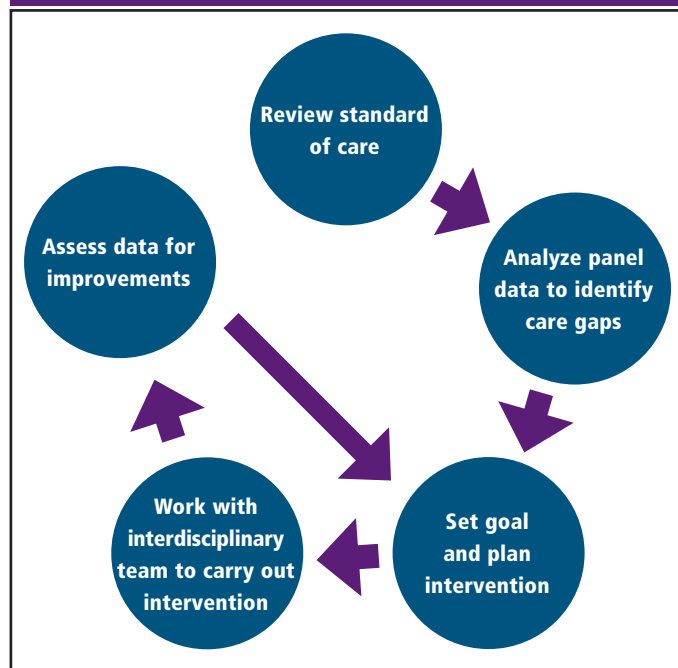 Review standard
of care
Analyze panel
data to identify
care gaps
Set goal
and plan
intervention
Work with
interdisciplinary
team to carry out
intervention
Assess data for
improvements